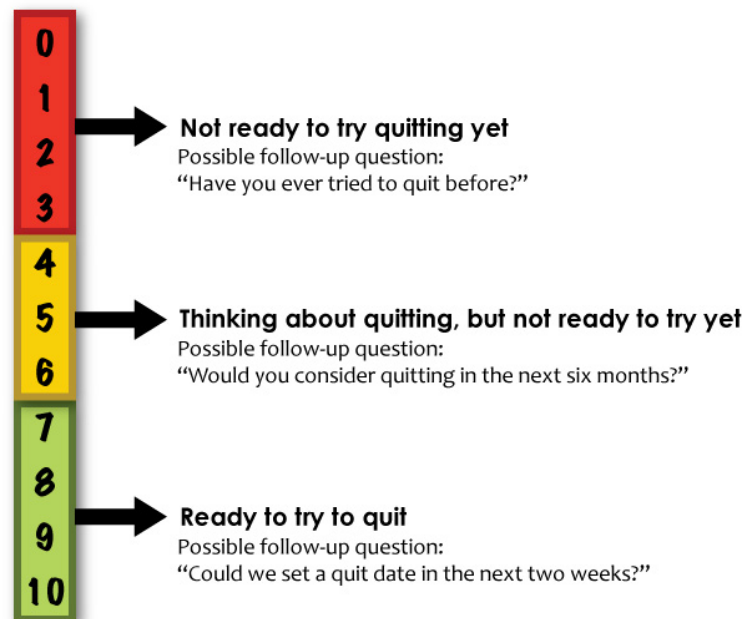 0
1
2
3
4
5
6
7
8
9
10
Not ready to try quitting yet
Possible follow-up question:
“Have you ever tried to quit before?”
Thinking about quitting, but not ready to try yet
Possible follow-up question:
“Would you consider quitting in the next six months?”
Ready to try to quit
Possible follow-up question:
“Could we set a quit date in the next two weeks?”